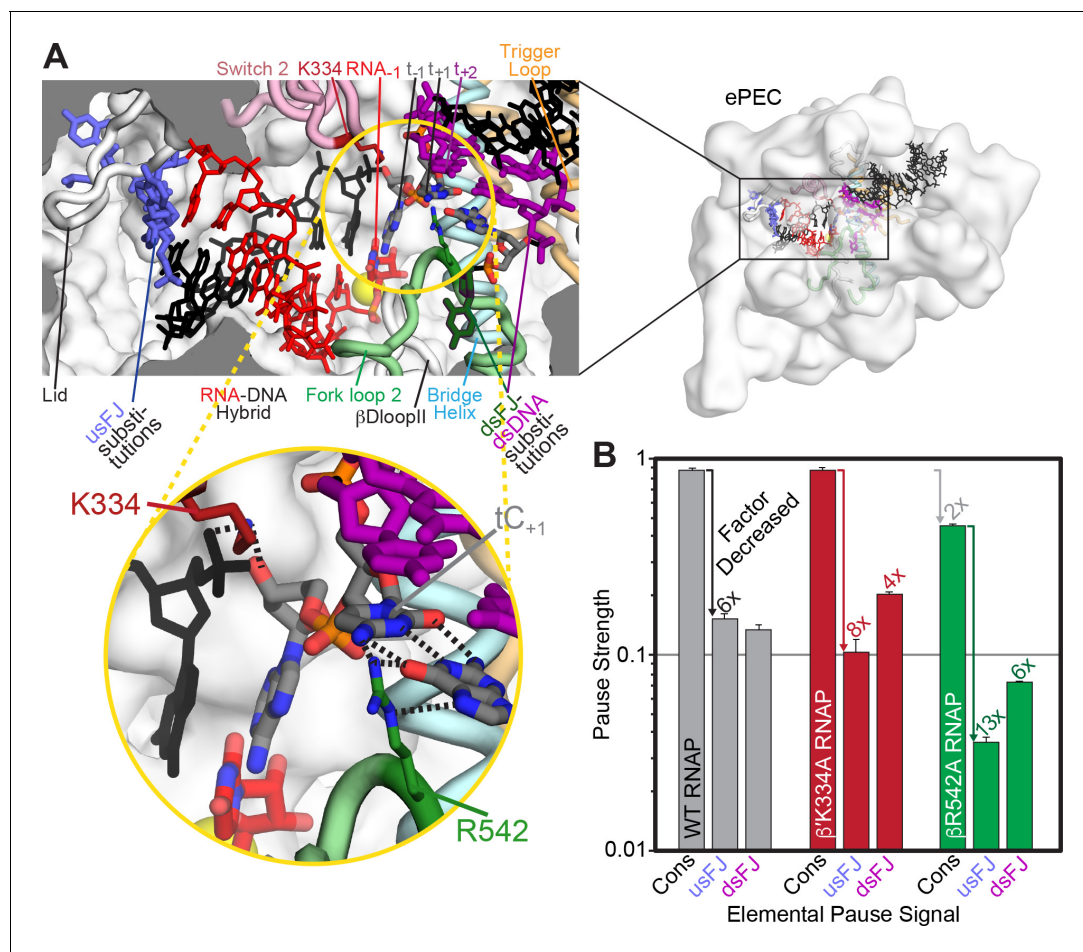 A
Switch 2 K334 RNA-1 t-1 t+1 t+2
Trigger
Loop
ePEC
Lid
usFJ
substi-
tutions
RNA-DNA
Hybrid
Fork loop 2
βDloopII
Bridge
Helix
dsFJ-
dsDNA
substi-
tutions
K334
tC+1
R542
B
Pause Strength
1
0.1
0.01
Factor
Decreased
6x
8x
4x
2x
13x
6x
WT RNAP
β'K334A RNAP
βR542A RNAP
Cons
usFJ
dsFJ
Cons
usFJ
dsFJ
Cons
usFJ
dsFJ
Elemental Pause Signal